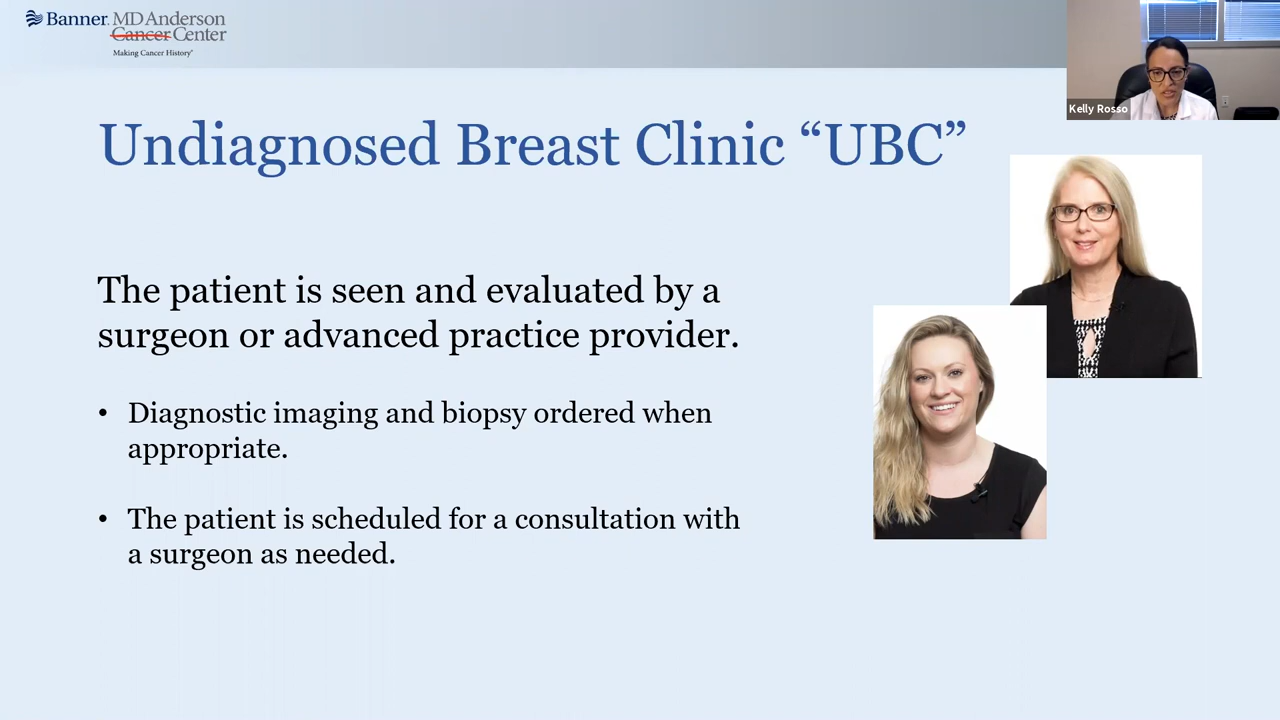 Banner MD Anderson
Cancer Center
Making Cancer History®
Kelly Rosso
Undiagnosed Breast Clinic “UBC”
The patient is seen and evaluated by a
surgeon or advanced practice provider.
• Diagnostic imaging and biopsy ordered when
appropriate.
• The patient is scheduled for a consultation with
a surgeon as needed.